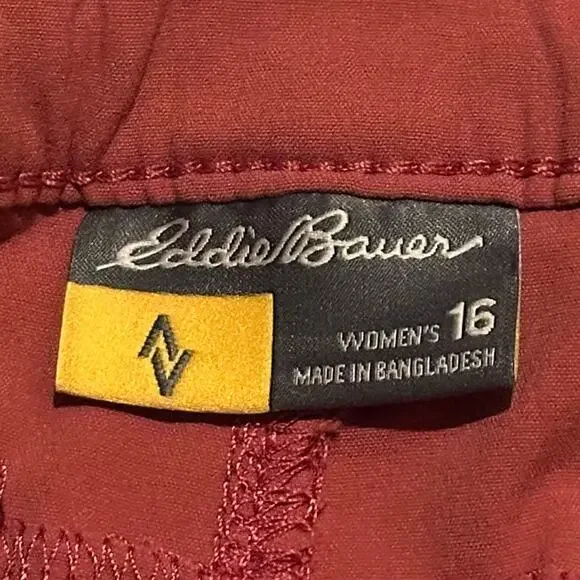 Eddie Bauer
WOMEN'S 16
MADE IN BANGLADESH